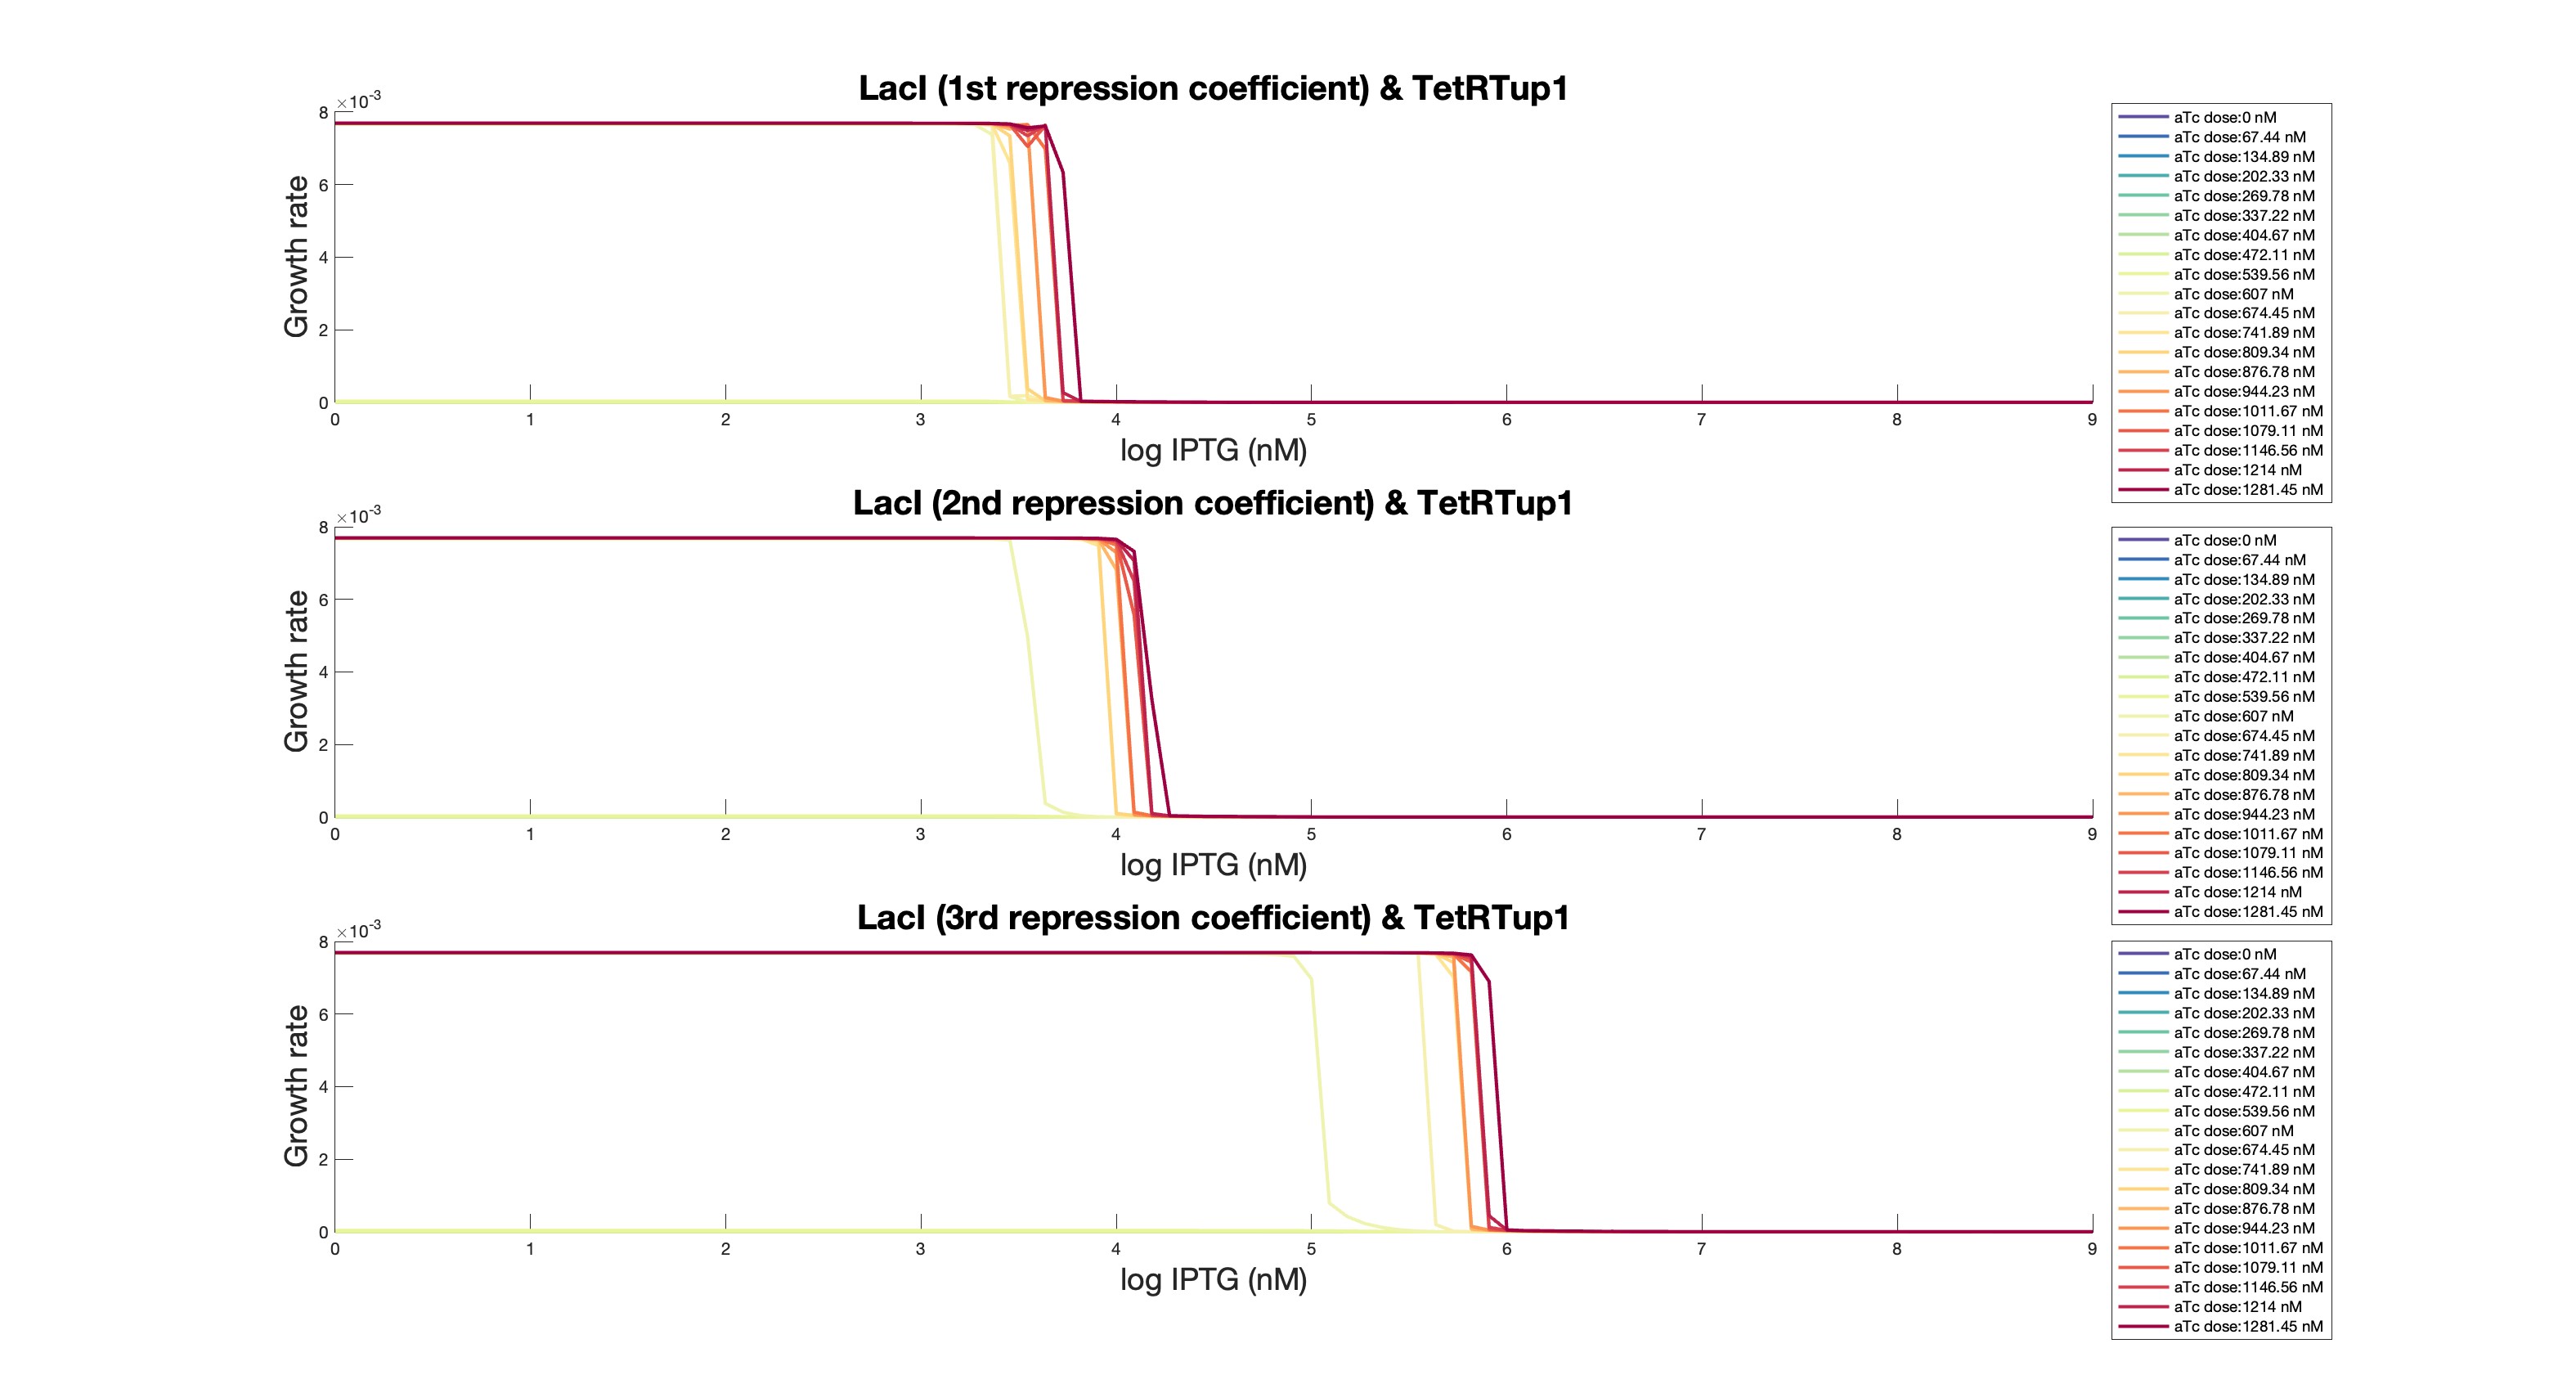 LacI (1st repression coefficient) & TetRTup1
×10-3
8
6
4
2
0
Growth rate
0 1 2 3 4 5 6 7 8 9
log IPTG (nM)
aTc dose:0 nM
aTc dose:67.44 nM
aTc dose:134.89 nM
aTc dose:202.33 nM
aTc dose:269.78 nM
aTc dose:337.22 nM
aTc dose:404.67 nM
aTc dose:472.11 nM
aTc dose:539.56 nM
aTc dose:607 nM
aTc dose:674.45 nM
aTc dose:741.89 nM
aTc dose:809.34 nM
aTc dose:876.78 nM
aTc dose:944.23 nM
aTc dose:1011.67 nM
aTc dose:1079.11 nM
aTc dose:1146.56 nM
aTc dose:1214 nM
aTc dose:1281.45 nM
LacI (2nd repression coefficient) & TetRTup1
×10-3
8
6
4
2
0
Growth rate
0 1 2 3 4 5 6 7 8 9
log IPTG (nM)
aTc dose:0 nM
aTc dose:67.44 nM
aTc dose:134.89 nM
aTc dose:202.33 nM
aTc dose:269.78 nM
aTc dose:337.22 nM
aTc dose:404.67 nM
aTc dose:472.11 nM
aTc dose:539.56 nM
aTc dose:607 nM
aTc dose:674.45 nM
aTc dose:741.89 nM
aTc dose:809.34 nM
aTc dose:876.78 nM
aTc dose:944.23 nM
aTc dose:1011.67 nM
aTc dose:1079.11 nM
aTc dose:1146.56 nM
aTc dose:1214 nM
aTc dose:1281.45 nM
LacI (3rd repression coefficient) & TetRTup1
×10-3
8
6
4
2
0
Growth rate
0 1 2 3 4 5 6 7 8 9
log IPTG (nM)
aTc dose:0 nM
aTc dose:67.44 nM
aTc dose:134.89 nM
aTc dose:202.33 nM
aTc dose:269.78 nM
aTc dose:337.22 nM
aTc dose:404.67 nM
aTc dose:472.11 nM
aTc dose:539.56 nM
aTc dose:607 nM
aTc dose:674.45 nM
aTc dose:741.89 nM
aTc dose:809.34 nM
aTc dose:876.78 nM
aTc dose:944.23 nM
aTc dose:1011.67 nM
aTc dose:1079.11 nM
aTc dose:1146.56 nM
aTc dose:1214 nM
aTc dose:1281.45 nM